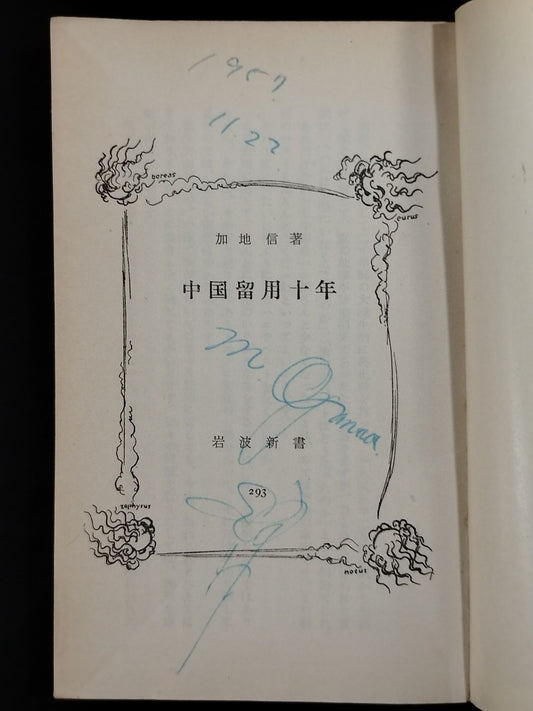 1957
11.22
boreas
eurus
加地信著
中国留用十年
岩波新書
293
zephyrus
notus